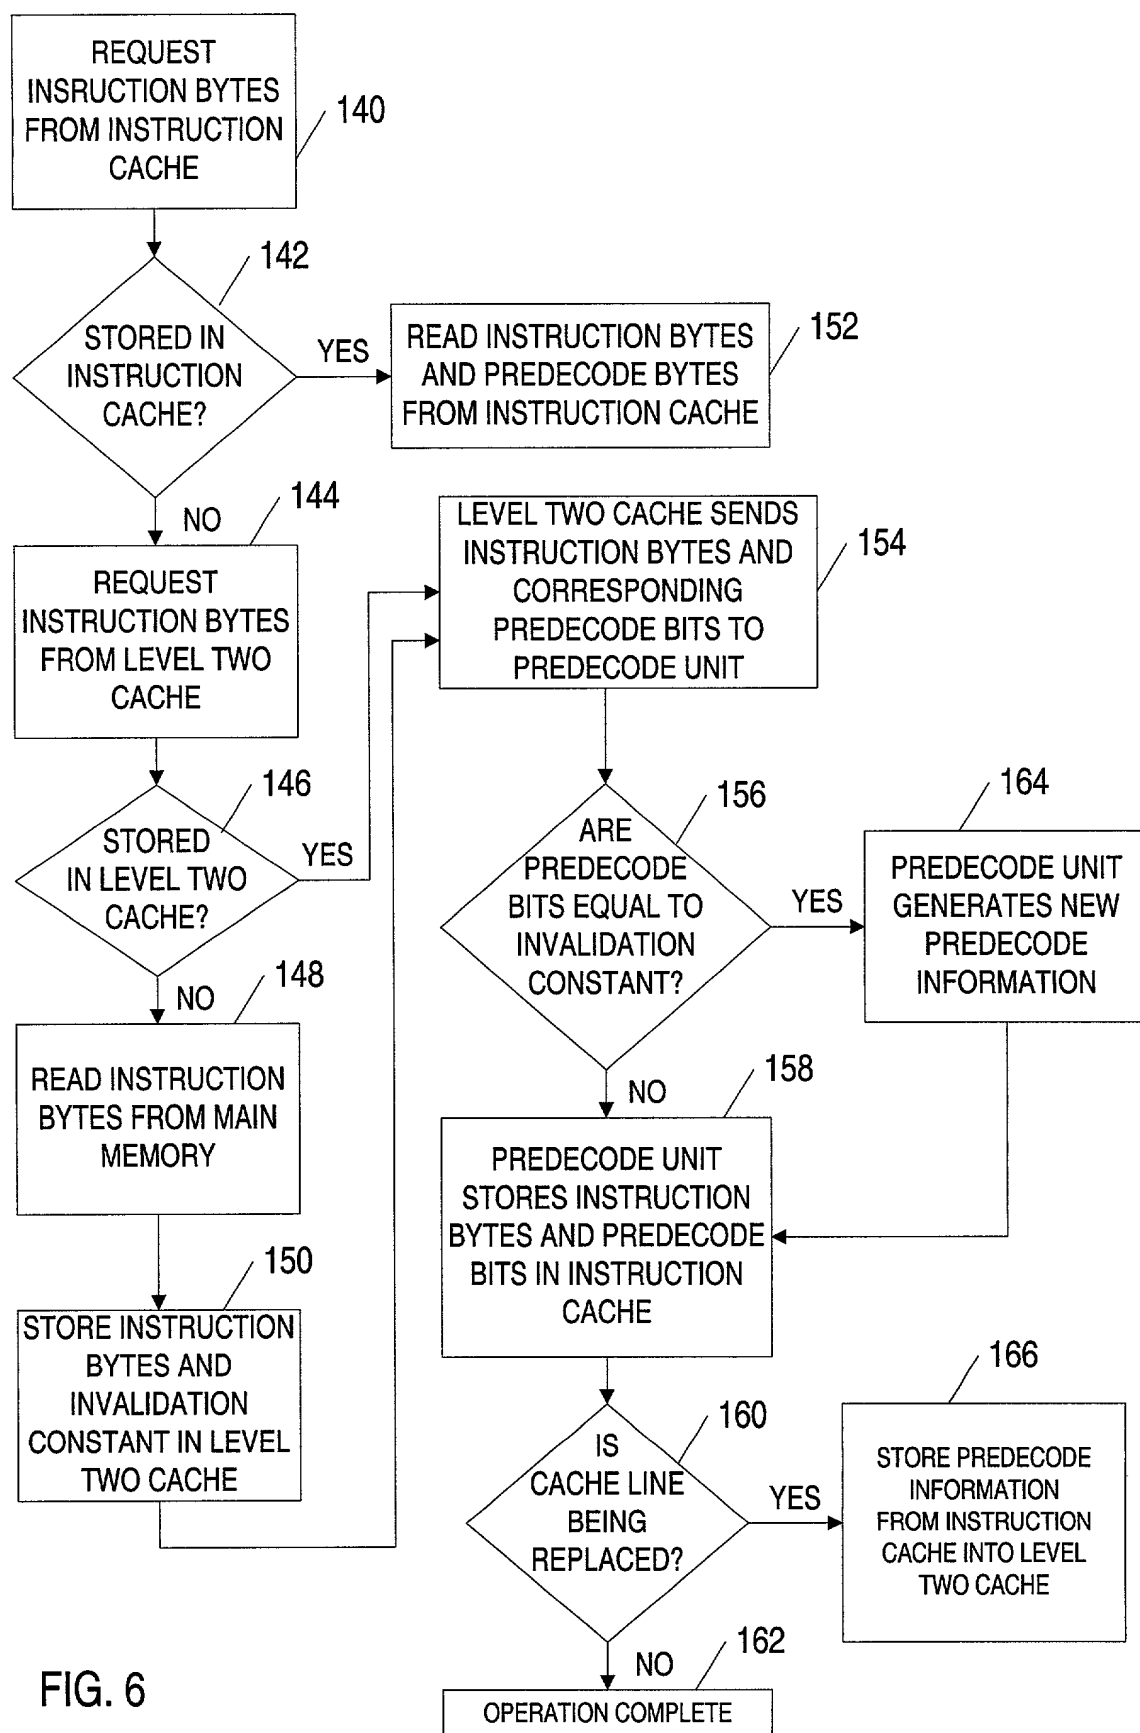 REQUEST
INSRUCTION BYTES
FROM INSTRUCTION
CACHE
140
142
STORED IN
INSTRUCTION
CACHE?
YES
READ INSTRUCTION BYTES
AND PREDECODE BYTES
FROM INSTRUCTION CACHE
152
NO
144
REQUEST
INSTRUCTION BYTES
FROM LEVEL TWO
CACHE
146
STORED
IN LEVEL TWO
CACHE?
YES
NO
148
READ INSTRUCTION
BYTES FROM MAIN
MEMORY
150
STORE INSTRUCTION
BYTES AND
INVALIDATION
CONSTANT IN LEVEL
TWO CACHE
LEVEL TWO CACHE SENDS
INSTRUCTION BYTES AND
CORRESPONDING
PREDECODE BITS TO
PREDECODE UNIT
154
156
ARE
PREDECODE
BITS EQUAL TO
INVALIDATION
CONSTANT?
YES
164
PREDECODE UNIT
GENERATES NEW
PREDECODE
INFORMATION
NO
158
PREDECODE UNIT
STORES INSTRUCTION
BYTES AND PREDECODE
BITS IN INSTRUCTION
CACHE
160
IS
CACHE LINE
BEING
REPLACED?
YES
166
STORE PREDECODE
INFORMATION
FROM INSTRUCTION
CACHE INTO LEVEL
TWO CACHE
NO
162
OPERATION COMPLETE
FIG. 6